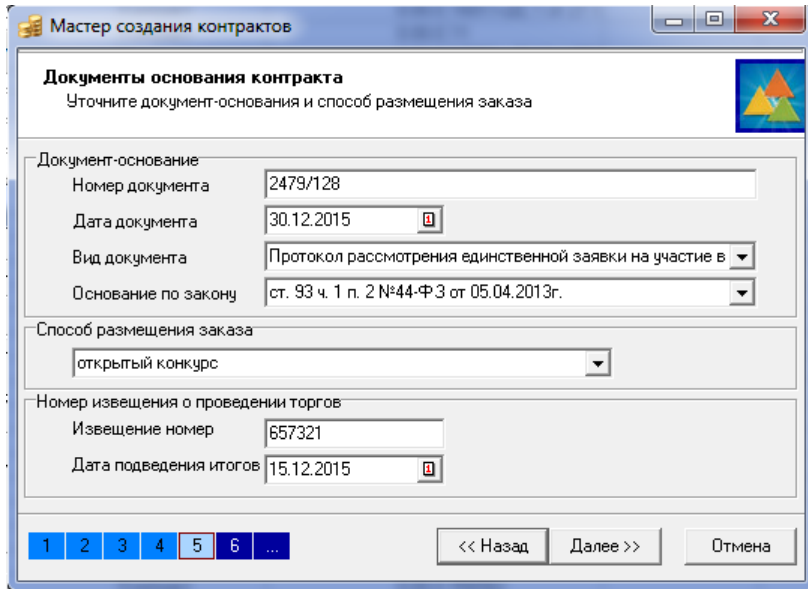 Мастер создания контрактов
Документы основания контракта
Уточните документ-основания и способ размещения заказа
Документ-основание
Номер документа 2479/128
Дата документа 30.12.2015
Вид документа Протокол рассмотрения единственной заявки на участие в
Основание по закону ст. 93 ч. 1 п. 2 №44-ФЗ от 05.04.2013г.
Способ размещения заказа
открытый конкурс
Номер извещения о проведении торгов
Извещение номер 657321
Дата подведения итогов 15.12.2015
1 2 3 4 5 6 ... << Назад Далее >> Отмена